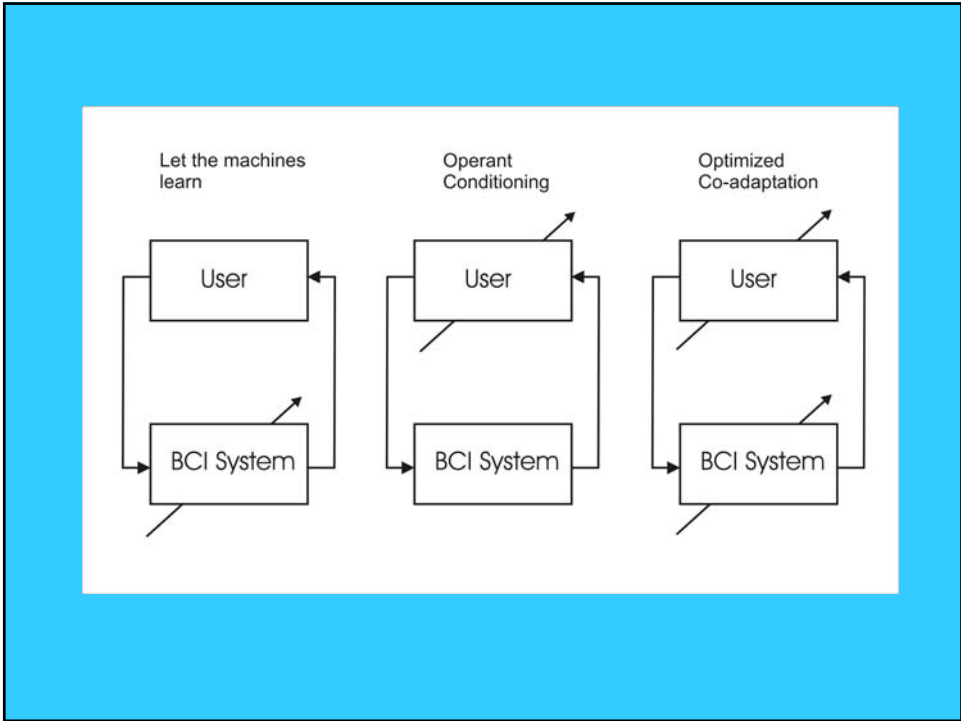 Let the machines
learn
Operant
Conditioning
Optimized
Co-adaptation
User
User
User
BCI System
BCI System
BCI System